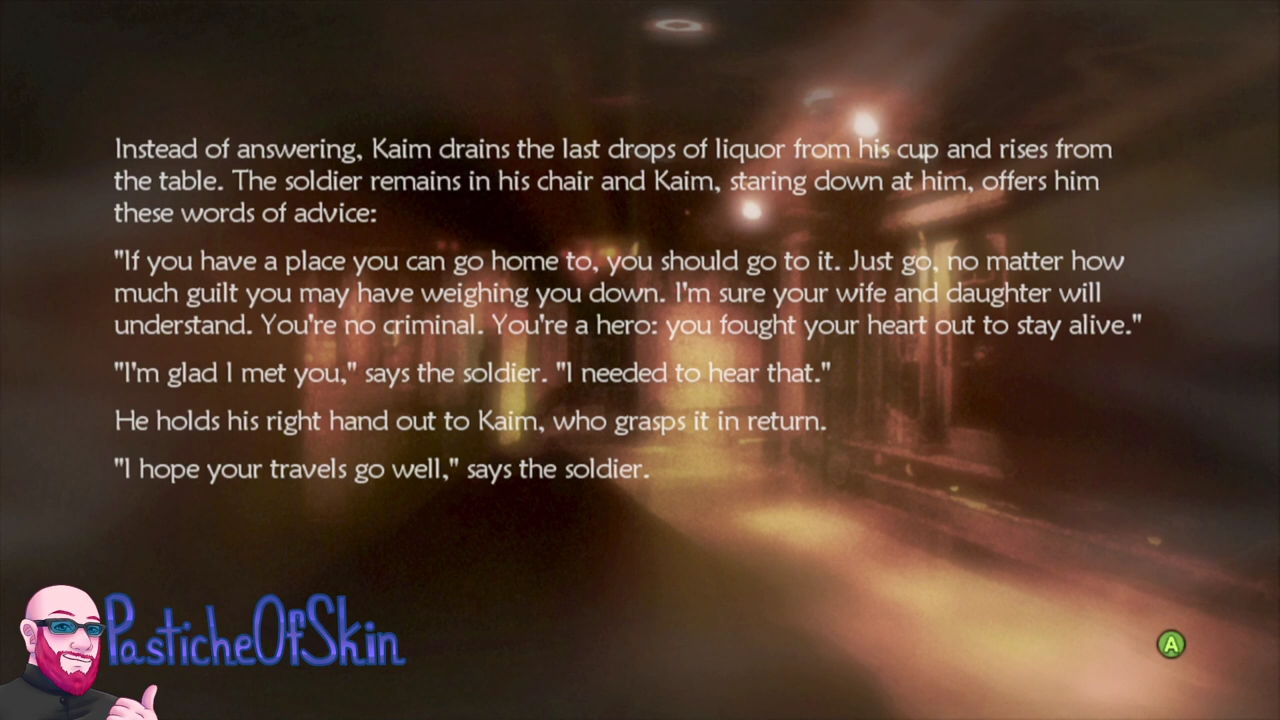 Instead of answering, Kaim drains the last drops of liquor from his cup and rises from
the table. The soldier remains in his chair and Kaim, staring down at him, offers him
these words of advice:
"If you have a place you can go home to, you should go to it. Just go, no matter how
much guilt you may have weighing you down. I'm sure your wife and daughter will
understand. You're no criminal. You're a hero: you fought your heart out to stay alive."
"I'm glad I met you," says the soldier. "I needed to hear that."
He holds his right hand out to Kaim, who grasps it in return.
"I hope your travels go well," says the soldier.
PasticheOfSkin
A